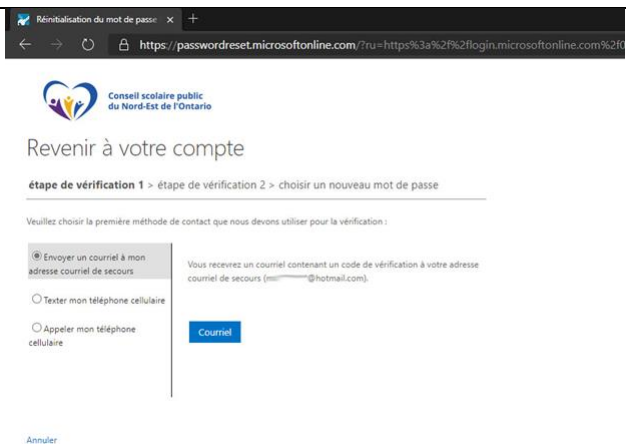 Réinitialisation du mot de passe
https://passwordreset.microsoftonline.com/?ru=https%3a%2f%2flogin.microsoftonline.com%2f0
Conseil scolaire public
du Nord-Est de l'Ontario
Revenir à votre compte
étape de vérification 1 > étape de vérification 2 > choisir un nouveau mot de passe
Veuillez choisir la première méthode de contact que nous devons utiliser pour la vérification :
Envoyer un courriel à mon
adresse courriel de secours
Texter mon téléphone cellulaire
Appeler mon téléphone
cellulaire
Vous recevrez un courriel contenant un code de vérification à votre adresse
courriel de secours (@hotmail.com).
Courriel
Annuler